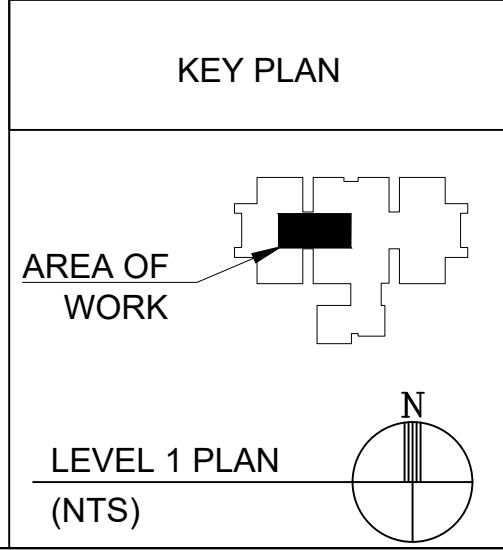 KEY PLAN
AREA OF
WORK
N
LEVEL 1 PLAN
(NTS)